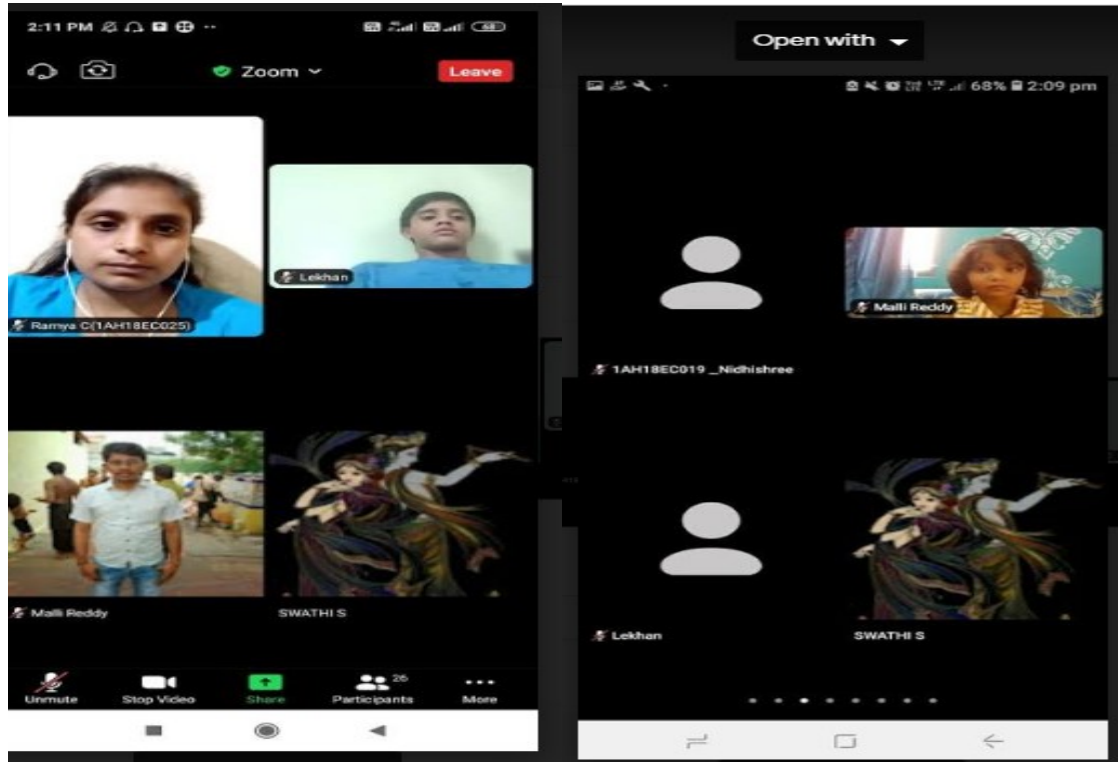 2:11 PM
68
Zoom
Leave
Lekhan
Ramya C(1AH18EC025)
Malli Reddy
SWATHI S
26
Unmute
Stop Video
Share
Participants
More
Open with
68% 2:09 pm
Malli Reddy
1AH18EC019 _Nidhishree
Lekhan
SWATHI S